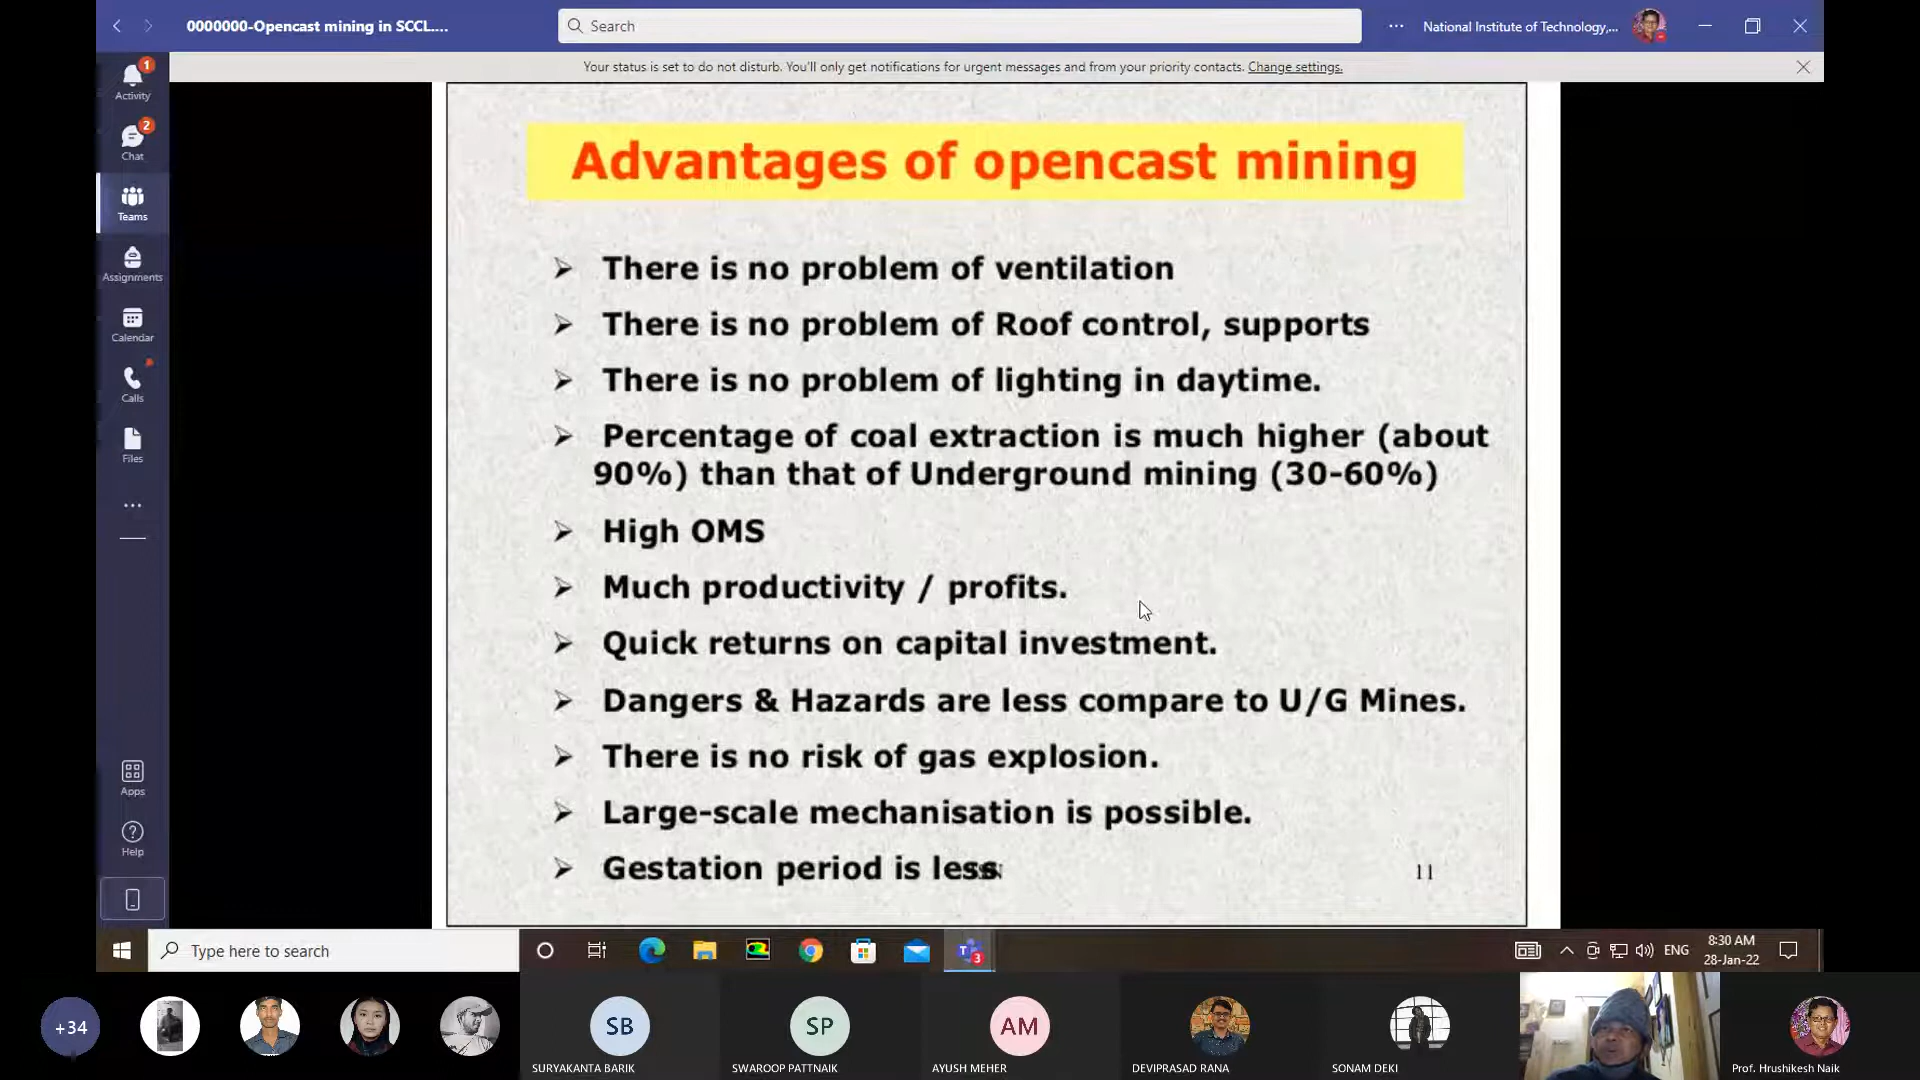 0000000-Opencast mining in SCCL....
Search
National Institute of Technology,...
Your status is set to do not disturb. You'll only get notifications for urgent messages and from your priority contacts. Change settings.
1
Activity
2
Chat
Teams
Assignments
Calendar
Calls
Files
Apps
Help
Advantages of opencast mining
There is no problem of ventilation
There is no problem of Roof control, supports
There is no problem of lighting in daytime.
Percentage of coal extraction is much higher (about
90%) than that of Underground mining (30-60%)
High OMS
Much productivity / profits.
Quick returns on capital investment.
Dangers & Hazards are less compare to U/G Mines.
There is no risk of gas explosion.
Large-scale mechanisation is possible.
Gestation period is less
11
Type here to search
3
ENG
8:30 AM
28-Jan-22
+34
SB
SP
AM
SURYAKANTA BARIK
SWAROOP PATTNAIK
AYUSH MEHER
DEVIPRASAD RANA
SONAM DEKI
Prof. Hrushikesh Naik